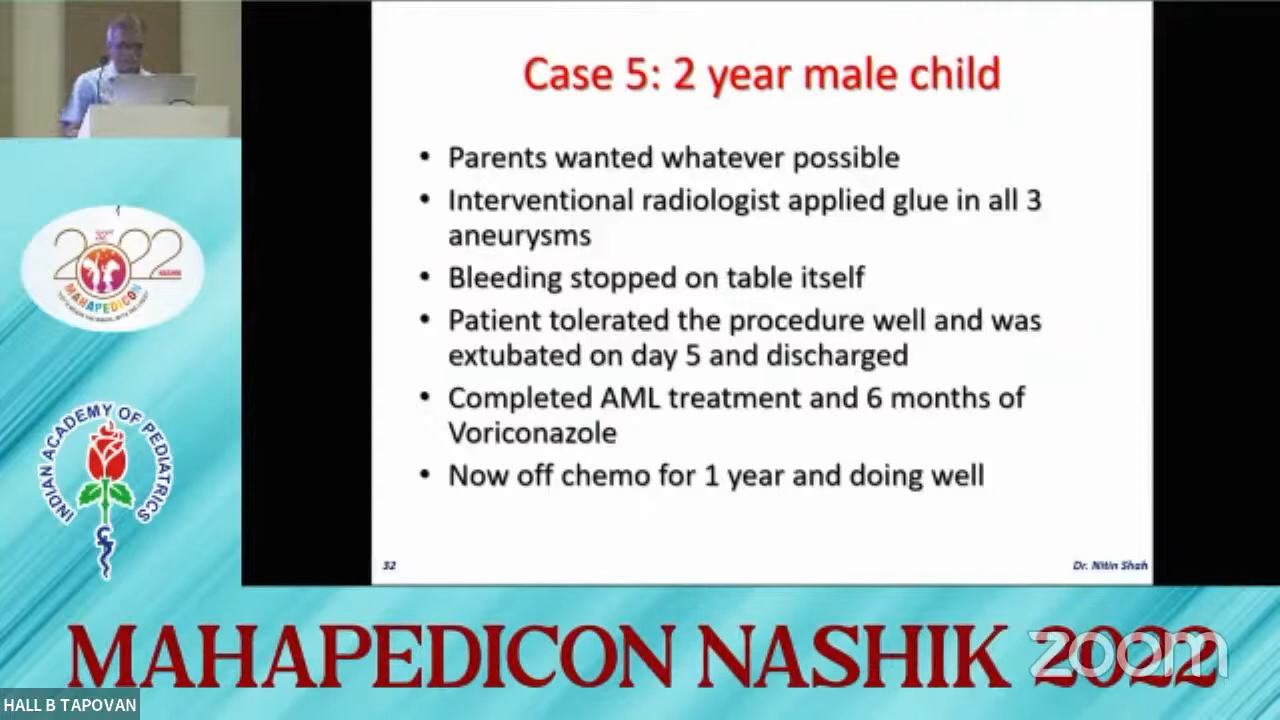 Case 5: 2 year male child
• Parents wanted whatever possible
• Interventional radiologist applied glue in all 3
aneurysms
• Bleeding stopped on table itself
• Patient tolerated the procedure well and was
extubated on day 5 and discharged
• Completed AML treatment and 6 months of
Voriconazole
• Now off chemo for 1 year and doing well
32
Dr. Nitin Shah
2022
MAHAPEDICON
INDIAN ACADEMY OF PEDIATRICS
MAHAPEDICON NASHIK 2022
zoom
HALL B TAPOVAN